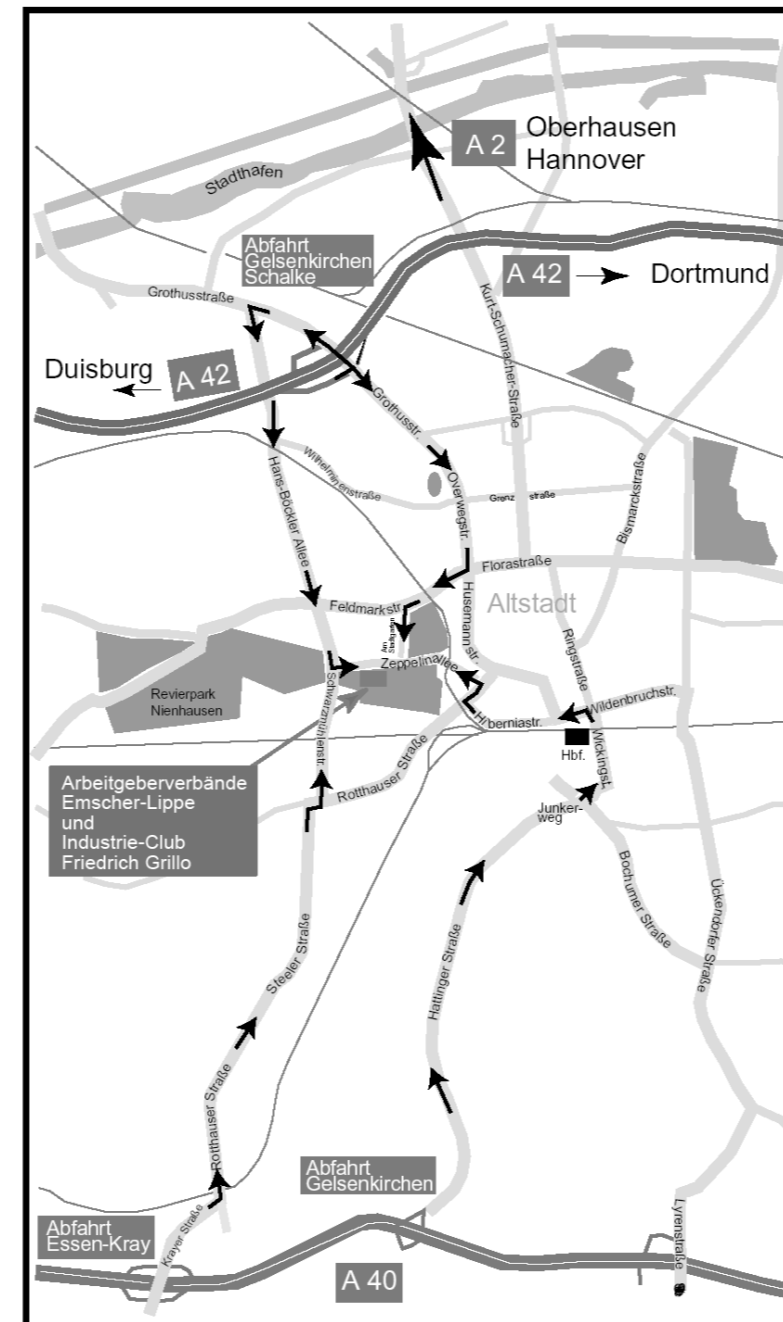 A 2
Oberhausen
Hannover
Stadthafen
Abfahrt
Gelsenkirchen
Schalke
A 42
Dortmund
Grothusstraße
Kurt-Schumacher-Straße
Duisburg
A 42
Grothusstr.
Wilhelminenstraße
Overwegstr.
Grenzstraße
Bismarckstraße
Hans-Böckler Allee
Florastraße
Feldmarkstr.
Husemannstr.
Altstadt
Am
Stadtgarten
Zeppelinallee
Ringstraße
Revierpark
Nienhausen
Schwarzmühlenstr.
Hiberniastr.
Wildenbruchstr.
Hbf.
Wickingst.
Rotthauser Straße
Arbeitgeberverbände
Emscher-Lippe
und
Industrie-Club
Friedrich Grillo
Junker-
weg
Bochumer Straße
Ückendorfer Straße
Steeler Straße
Hattinger Straße
Rotthauser Straße
Abfahrt
Gelsenkirchen
Abfahrt
Essen-Kray
Krayer Straße
Lyrenstraße
A 40